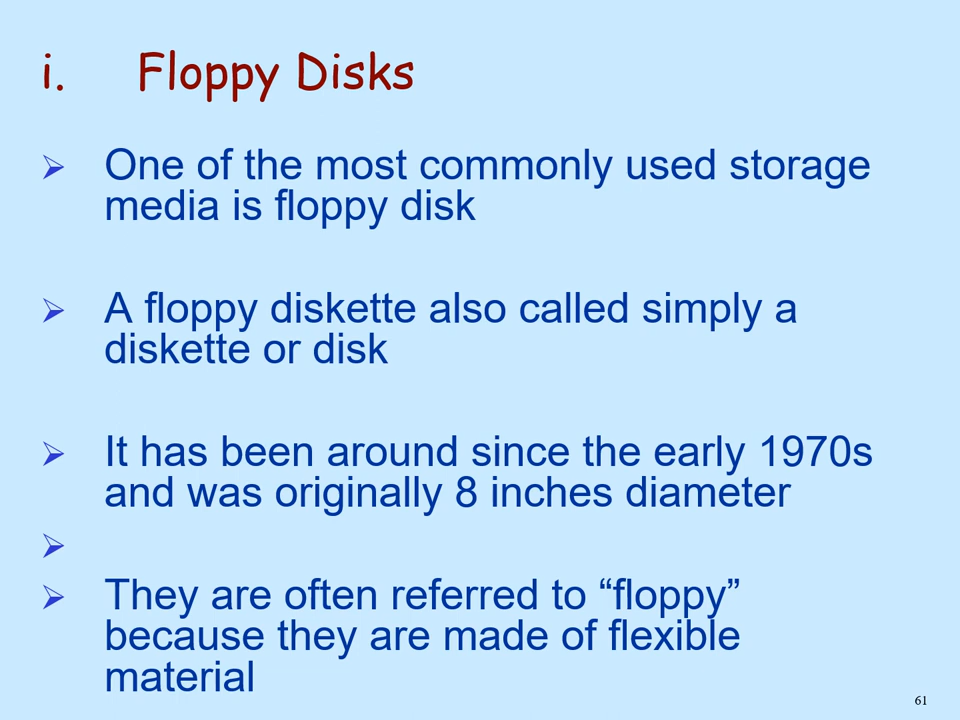 i. Floppy Disks
➢ One of the most commonly used storage
media is floppy disk
➢ A floppy diskette also called simply a
diskette or disk
➢ It has been around since the early 1970s
and was originally 8 inches diameter
➢
➢ They are often referred to “floppy”
because they are made of flexible
material
61